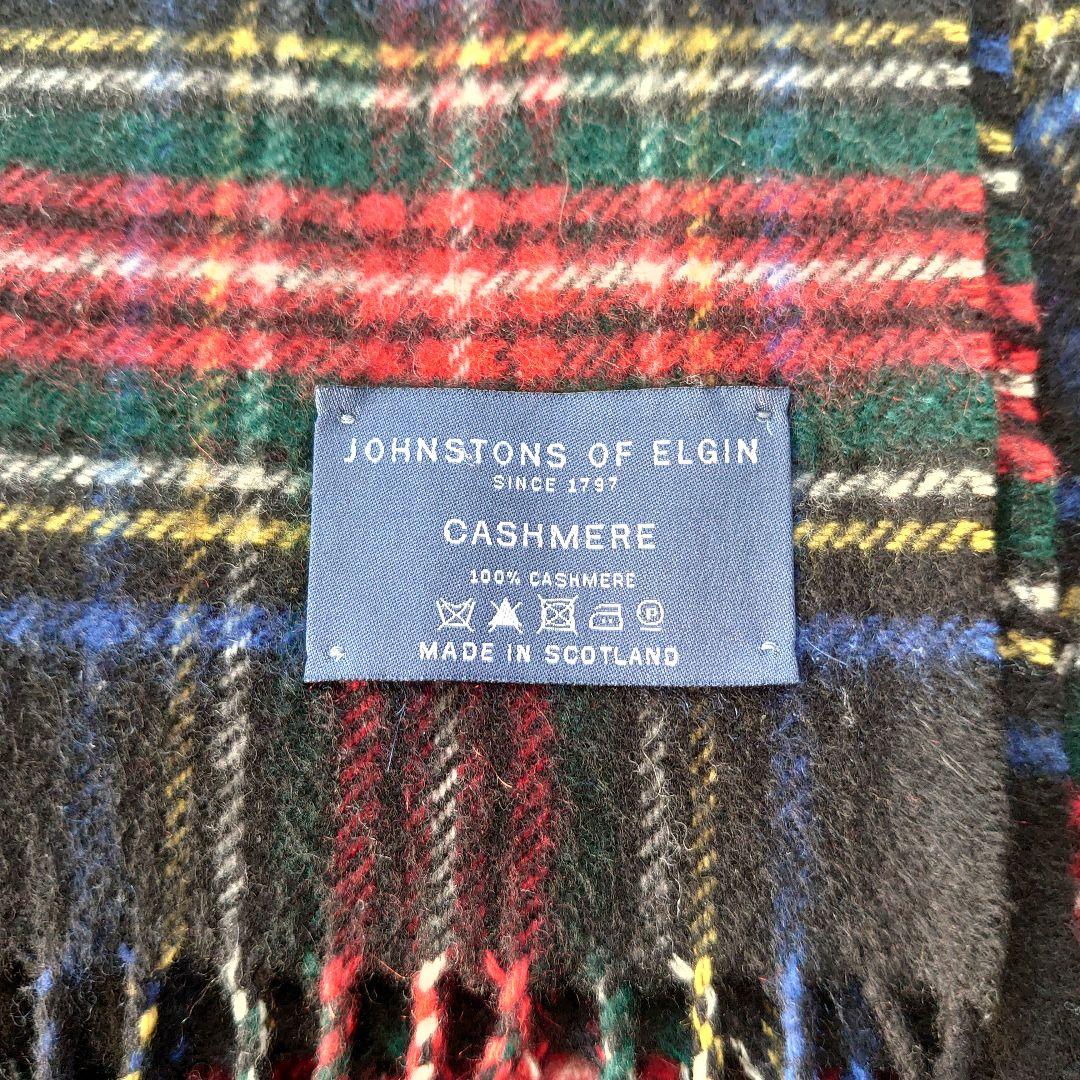 JOHNSTONS OF ELGIN
SINCE 1797
CASHMERE
100% CASHMERE
P
MADE IN SCOTLAND